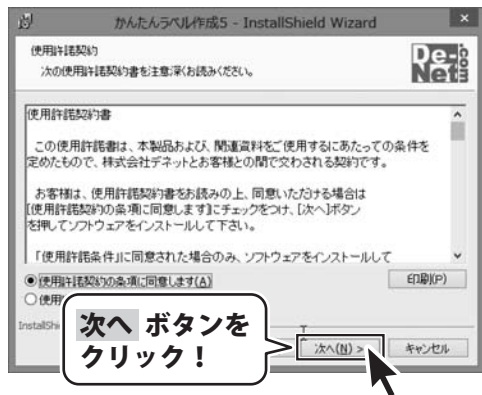 かんたんラベル作成5 - InstallShield Wizard
使用許諾契約
次の使用許諾契約書を注意深くお読みください。
De-
Net
.com
使用許諾契約書
この使用許諾書は、本製品および、関連資料をご使用するにあたっての条件を
定めたもので、株式会社デネットとお客様との間で交わされる契約です。
お客様は、使用許諾契約書をお読みの上、同意いただける場合は
[使用許諾契約の条項に同意します]にチェックをつけ、[次へ]ボタン
を押してソフトウェアをインストールして下さい。
「使用許諾条件」に同意された場合のみ、ソフトウェアをインストールして
使用許諾契約の条項に同意します(A)
印刷(P)
使用
InstallSh
次へ ボタンを
クリック！
次へ(N) >
キャンセル